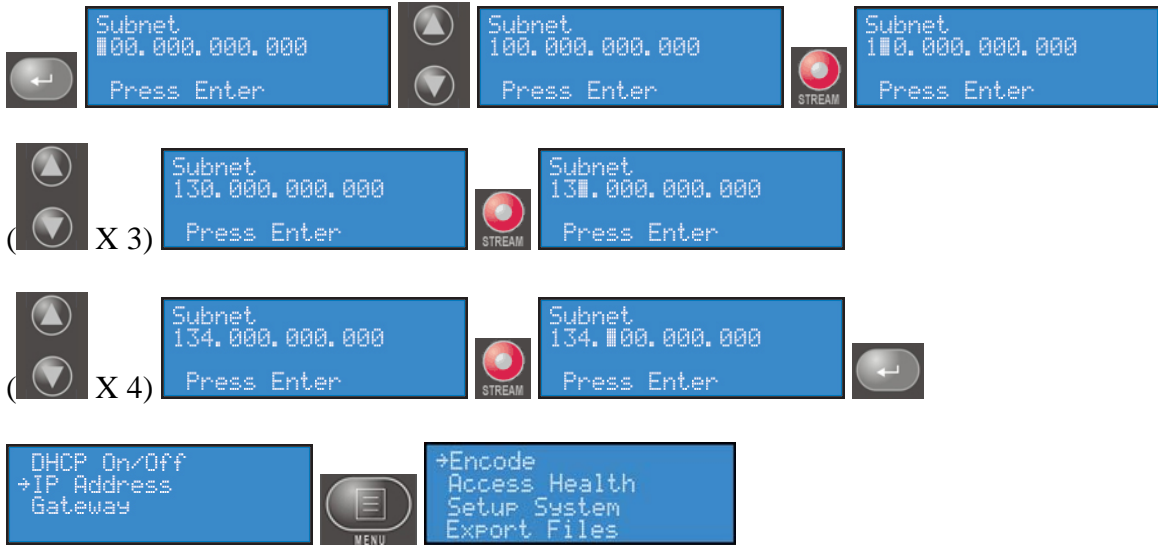 Subnet
00.000.000.000
Press Enter
Subnet
100.000.000.000
Press Enter
STREAM
Subnet
1 0.000.000.000
Press Enter
( X 3)
Subnet
130.000.000.000
Press Enter
STREAM
Subnet
13 .000.000.000
Press Enter
( X 4)
Subnet
134.000.000.000
Press Enter
STREAM
Subnet
134. 00.000.000
Press Enter
DHCP On/Off
→IP Address
Gateway
MENU
→Encode
Access Health
Setup System
Export Files